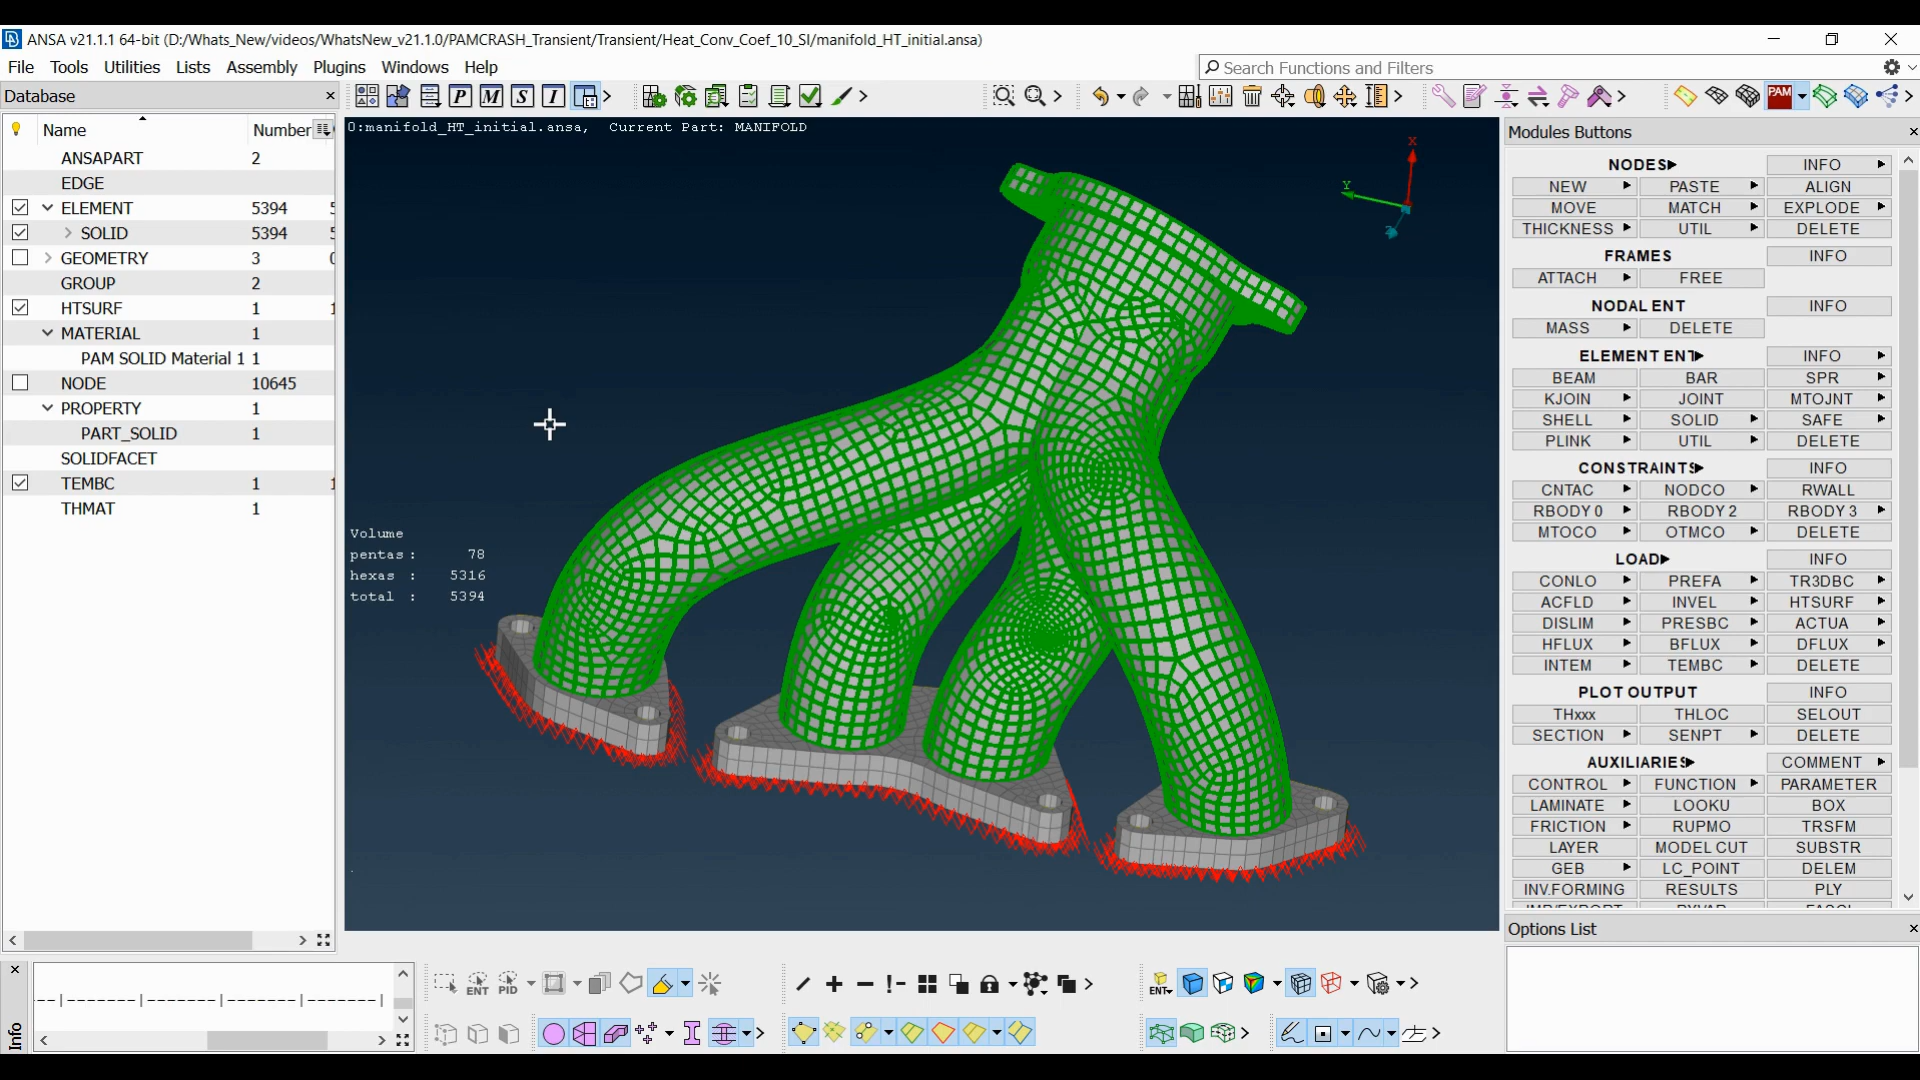 ANSA v21.1.1 64-bit (D:/Whats_New/videos/WhatsNew_v21.1.0/PAMCRASH_Transient/Transient/Heat_Conv_Coef_10_SI/manifold_HT_initial.ansa)
File Tools Utilities Lists Assembly Plugins Windows Help
Search Functions and Filters
Database
P M S I
PAM
Name Number
ANSAPART 2
EDGE
ELEMENT 5394
SOLID 5394
GEOMETRY 3
GROUP 2
HTSURF 1
MATERIAL 1
PAM SOLID Material 1 1
NODE 10645
PROPERTY 1
PART_SOLID 1
SOLIDFACET
TEMBC 1
THMAT 1
0:manifold_HT_initial.ansa, Current Part: MANIFOLD
X
Y
Z
Volume
pentas: 78
hexas : 5316
total : 5394
Modules Buttons
NODES INFO
NEW PASTE ALIGN
MOVE MATCH EXPLODE
THICKNESS UTIL DELETE
FRAMES INFO
ATTACH FREE
NODAL ENT INFO
MASS DELETE
ELEMENT ENT INFO
BEAM BAR SPR
KJOIN JOINT MTOJNT
SHELL SOLID SAFE
PLINK UTIL DELETE
CONSTRAINTS INFO
CNTAC NODCO RWALL
RBODY 0 RBODY 2 RBODY 3
MTOCO OTMCO DELETE
LOAD INFO
CONLO PREFA TR3DBC
ACFLD INVEL HTSURF
DISLIM PRESBC ACTUA
HFLUX BFLUX DFLUX
INTEM TEMBC DELETE
PLOT OUTPUT INFO
THxxx THLOC SELOUT
SECTION SENPT DELETE
AUXILIARIES COMMENT
CONTROL FUNCTION PARAMETER
LAMINATE LOOKU BOX
FRICTION RUPMO TRSFM
LAYER MODEL CUT SUBSTR
GEB LC_POINT DELEM
INV.FORMING RESULTS PLY
Options List
Info
--|-------|-------|-------|-------|
ENT PID
ENT